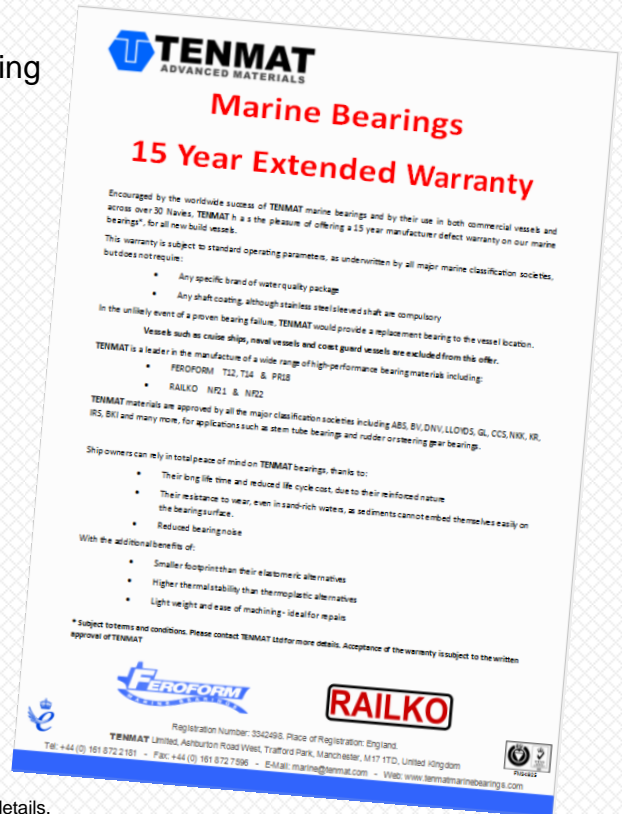 ing
TENMAT
ADVANCED MATERIALS
Marine Bearings
15 Year Extended Warranty
Encouraged by the worldwide success of TENMAT marine bearings and by their use in both commercial vessels and
across over 30 Navies, TENMAT h a s the pleasure of offering a 15 year manufacturer defect warranty on our marine
bearings*, for all new build vessels.
This warranty is subject to standard operating parameters, as underwritten by all major marine classification societies,
but does not require:
• Any specific brand of water quality package
• Any shaft coating, although stainless steel sleeved shaft are compulsory
In the unlikely event of a proven bearing failure, TENMAT would provide a replacement bearing to the vessel location.
Vessels such as cruise ships, naval vessels and coast guard vessels are excluded from this offer.
TENMAT is a leader in the manufacture of a wide range of high-performance bearing materials including:
• FEROFORM T12, T14 & PR18
• RAILKO NF21 & NF22
TENMAT materials are approved by all the major classification societies including ABS, BV, DNV, LLOYDS, GL, CCS, NKK, KR,
IRS, BKI and many more, for applications such as stern tube bearings and rudder or steering gear bearings.
Ship owners can rely in total peace of mind on TENMAT bearings, thanks to:
• Their long life time and reduced life cycle cost, due to their reinforced nature
• Their resistance to wear, even in sand-rich waters, as sediments cannot embed themselves easily on
the bearing surface.
• Reduced bearing noise
With the additional benefits of:
• Smaller footprint than their elastomeric alternatives
• Higher thermal stability than thermoplastic alternatives
• Light weight and ease of machining - ideal for repairs
* Subject to terms and conditions. Please contact TENMAT Ltd for more details. Acceptance of the warranty is subject to the written
approval of TENMAT
FEROFORM
RAILKO
Registration Number: 3342498. Place of Registration: England.
TENMAT Limited, Ashburton Road West, Trafford Park, Manchester, M17 1TD, United Kingdom
Tel: +44 (0) 161 872 2181 - Fax: +44 (0) 161 872 7596 - E-Mail: marine@tenmat.com - Web: www.tenmatmarinebearings.com
details.